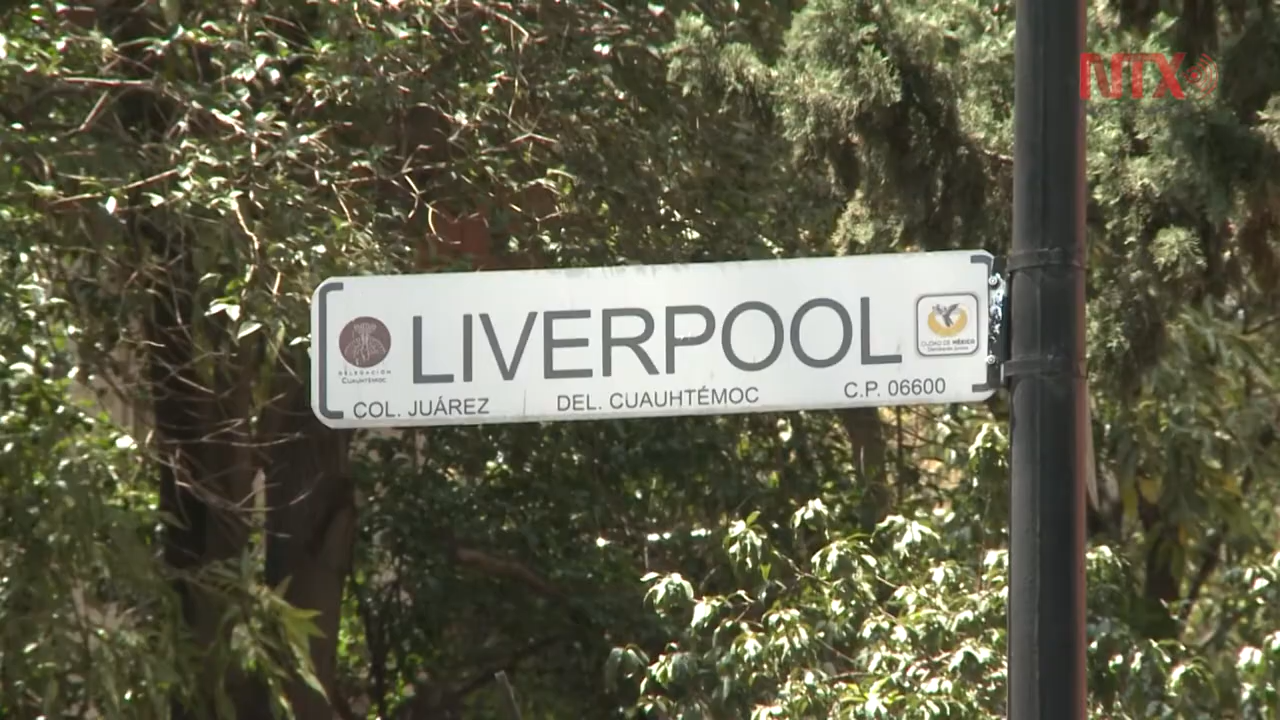 NTX
LIVERPOOL
DELEGACIÓN
CUAUHTÉMOC
CIUDAD DE MÉXICO
COL. JUÁREZ DEL. CUAUHTÉMOC C.P. 06600